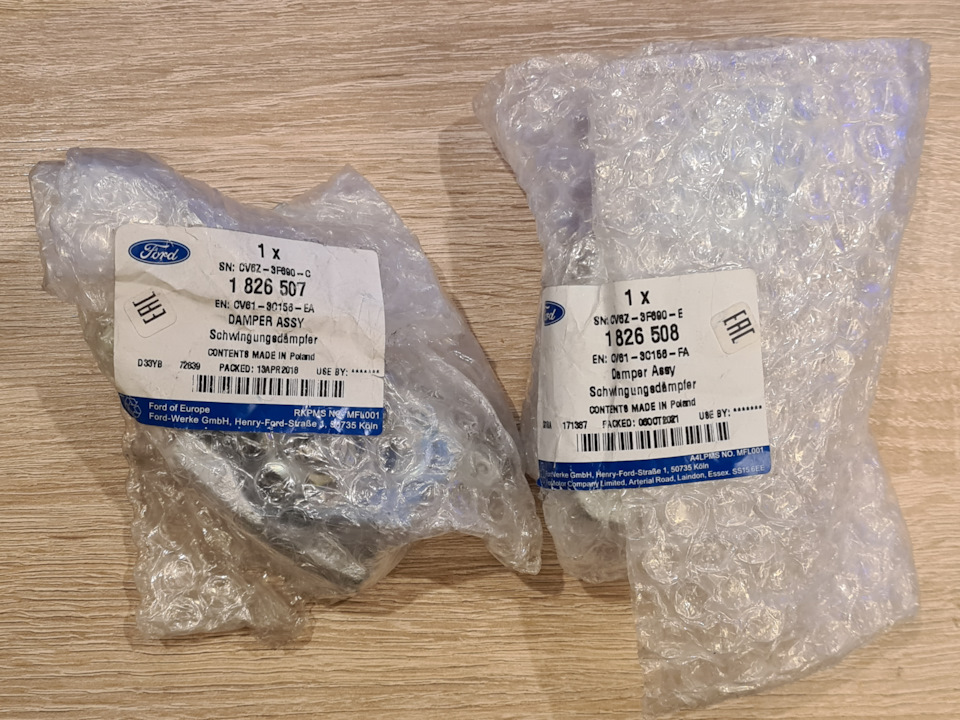 Ford
1 x
SN: CV6Z-3F690-C
1 826 507
EN: CV61-3C156-EA
DAMPER ASSY
Schwingungsdämpfer
CONTENTS MADE IN Poland
D33YB 72639 PACKED: 13APR2018 USE BY: *******
EAC
Ford of Europe
Ford-Werke GmbH, Henry-Ford-Straße 1, 50735 Köln
RKPMS NO. MFL001
1 x
SN: CV6Z-3F690-E
1 826 508
EN: CV61-3C156-FA
Damper Assy
Schwingungsdämpfer
CONTENTS MADE IN Poland
171367 PACKED: 06OCT2021 USE BY: *******
EAC
A4LPMS NO. MFL001
GmbH, Henry-Ford-Straße 1, 50735 Köln
Motor Company Limited, Arterial Road, Laindon, Essex. SS15 6EE